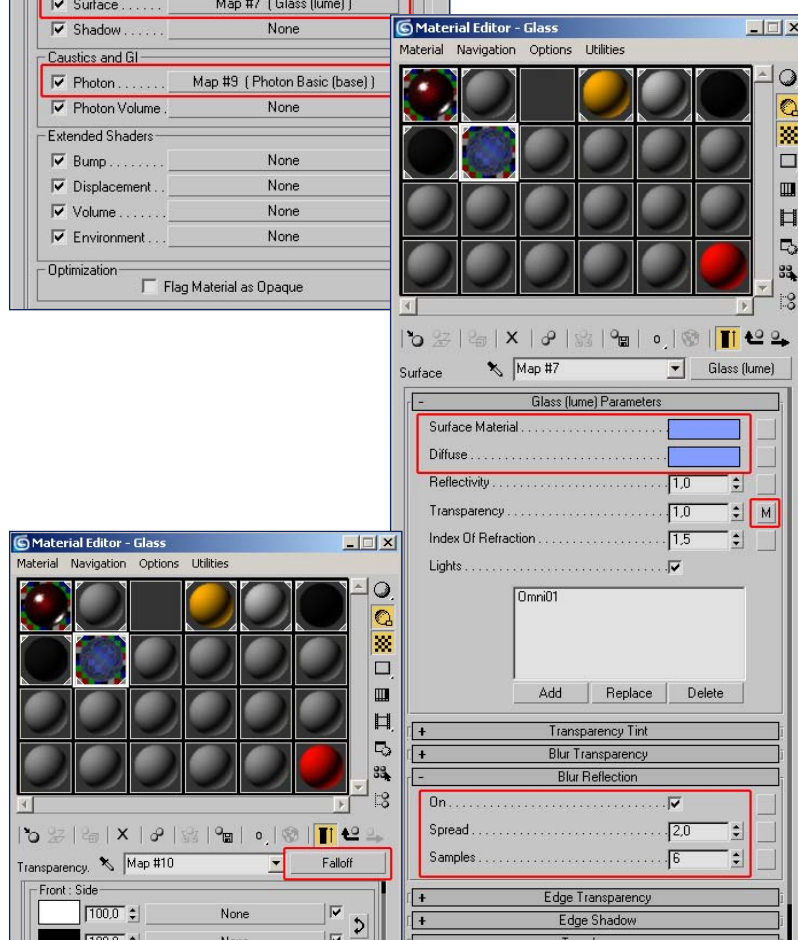 Surface . . . . . . Map #7 ( Glass (lume) )
Shadow . . . . . . None
Caustics and GI
Photon . . . . . . . Map #9 ( Photon Basic (base) )
Photon Volume . None
Extended Shaders
Bump . . . . . . . . None
Displacement . . None
Volume . . . . . . . None
Environment . . . None
Optimization
Flag Material as Opaque
Material Editor - Glass
Material Navigation Options Utilities
Surface Map #7 Glass (lume)
- Glass (lume) Parameters
Surface Material . . . . . . . . . . . . . . . . . . . . . .
Diffuse . . . . . . . . . . . . . . . . . . . . . . . . . . . . .
Reflectivity . . . . . . . . . . . . . . . . . . . . . . . . . . 1,0
Transparency . . . . . . . . . . . . . . . . . . . . . . . . 1,0 M
Index Of Refraction . . . . . . . . . . . . . . . . . . . 1,5
Lights . . . . . . . . . . . . . . . . . . . . . . . . . . . . . .
Omni01
Add Replace Delete
+ Transparency Tint
+ Blur Transparency
- Blur Reflection
On . . . . . . . . . . . . . . . . . . . . . . . . . . . . . . . .
Spread . . . . . . . . . . . . . . . . . . . . . . . . . . . . . 2,0
Samples . . . . . . . . . . . . . . . . . . . . . . . . . . . . 6
+ Edge Transparency
+ Edge Shadow
Material Editor - Glass
Material Navigation Options Utilities
Transparency. Map #10 Falloff
Front : Side
100,0 None
100,0 None